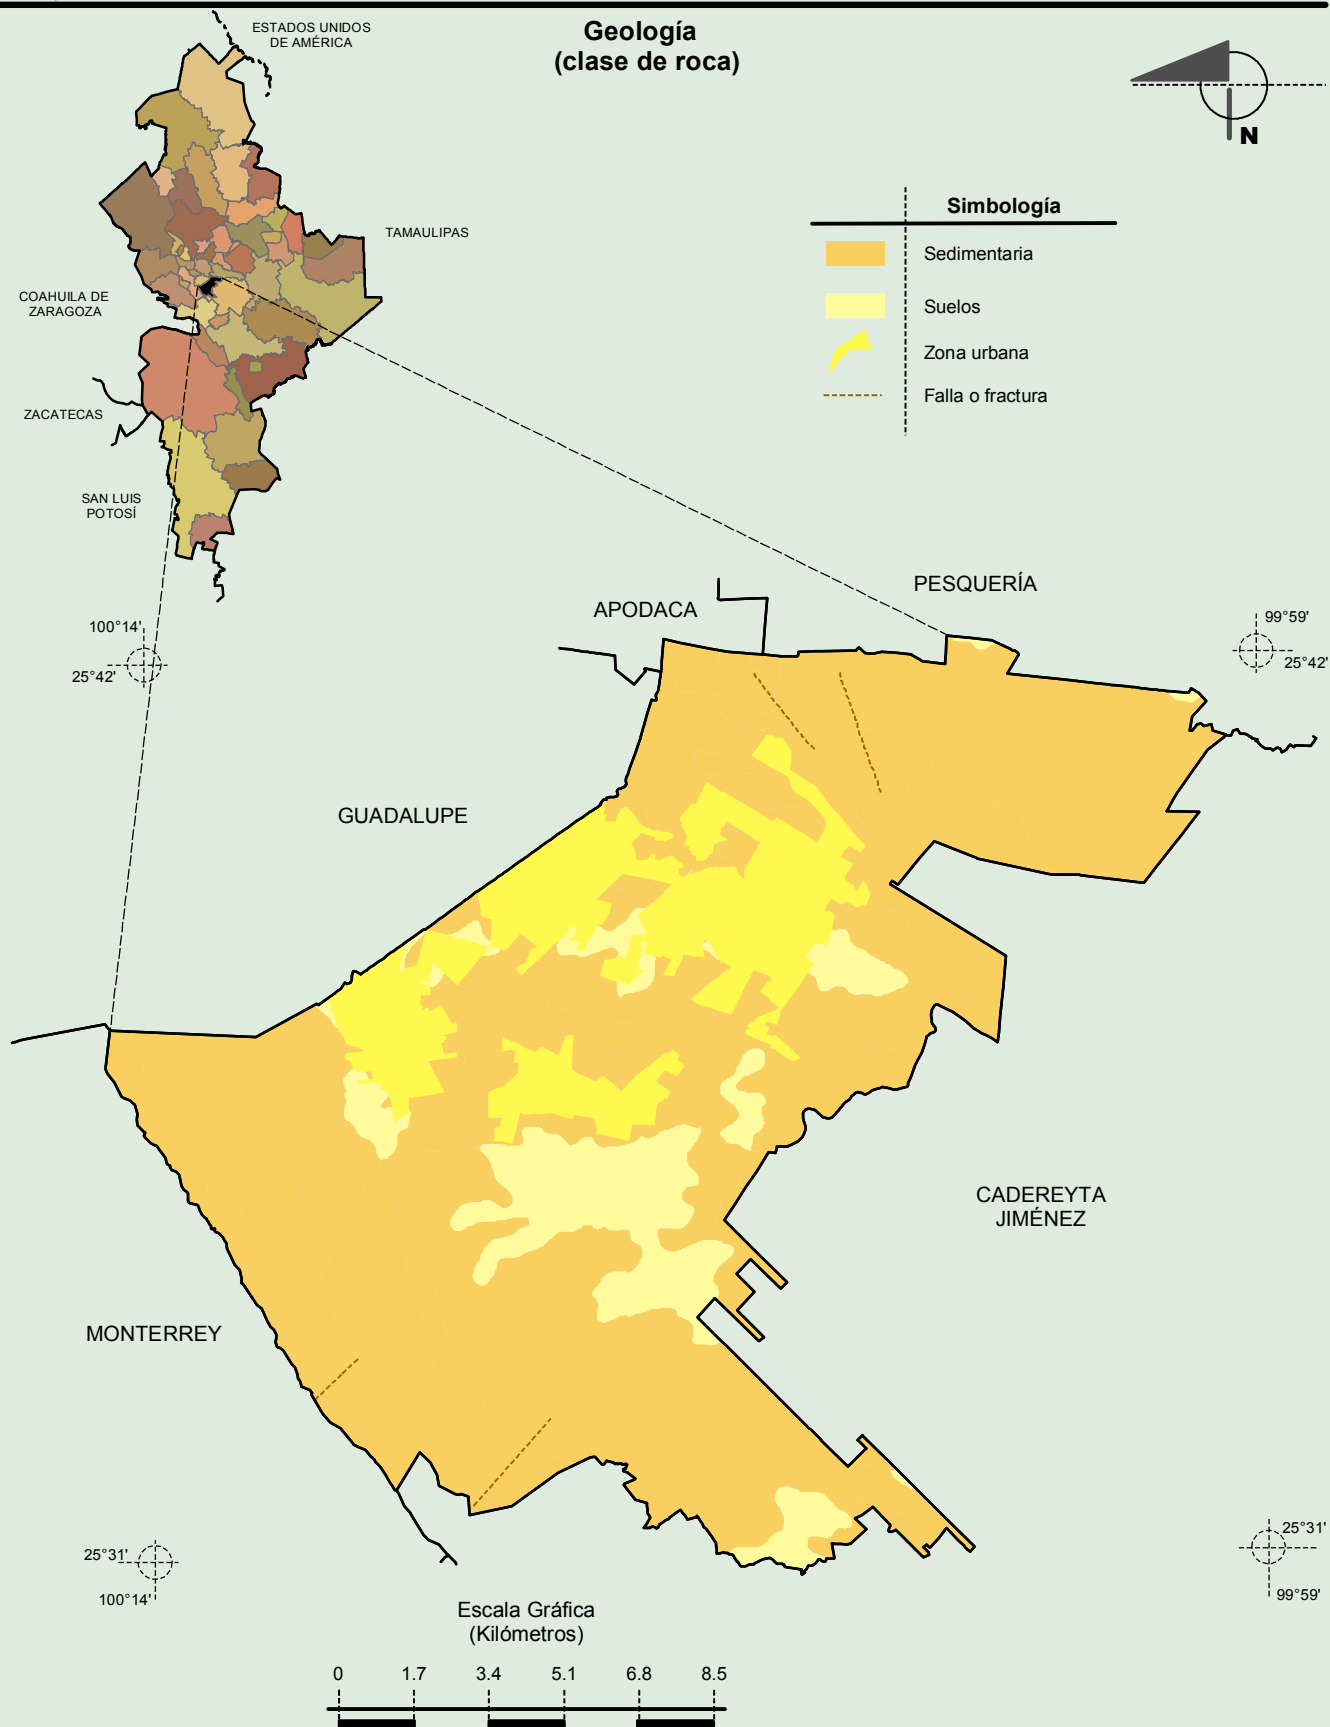 Geología
(clase de roca)
ESTADOS UNIDOS
DE AMÉRICA
N
TAMAULIPAS
COAHUILA DE
ZARAGOZA
ZACATECAS
SAN LUIS
POTOSÍ
Simbología
Sedimentaria
Suelos
Zona urbana
Falla o fractura
PESQUERÍA
APODACA
100°14'
25°42'
99°59'
25°42'
GUADALUPE
CADEREYTA
JIMÉNEZ
MONTERREY
25°31'
100°14'
25°31'
99°59'
Escala Gráfica
(Kilómetros)
0 1.7 3.4 5.1 6.8 8.5